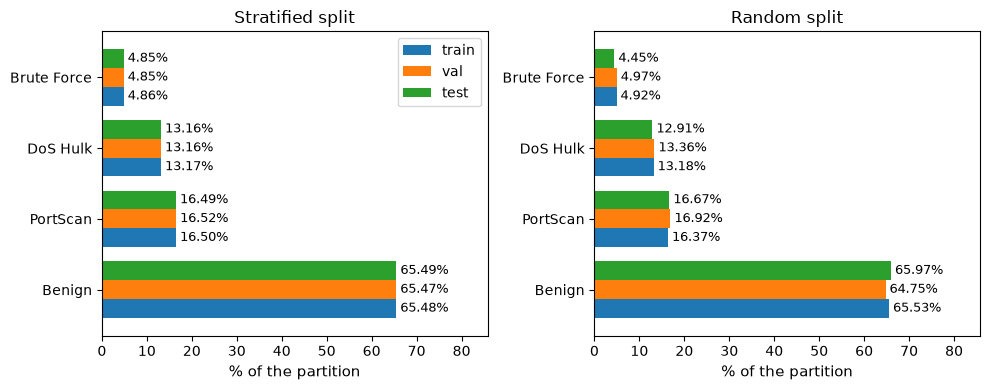 Stratified split
train
val
test
Brute Force
4.85%
4.85%
4.86%
DoS Hulk
13.16%
13.16%
13.17%
PortScan
16.49%
16.52%
16.50%
Benign
65.49%
65.47%
65.48%
0 10 20 30 40 50 60 70 80
% of the partition
Random split
Brute Force
4.45%
4.97%
4.92%
DoS Hulk
12.91%
13.36%
13.18%
PortScan
16.67%
16.92%
16.37%
Benign
65.97%
64.75%
65.53%
0 10 20 30 40 50 60 70 80
% of the partition